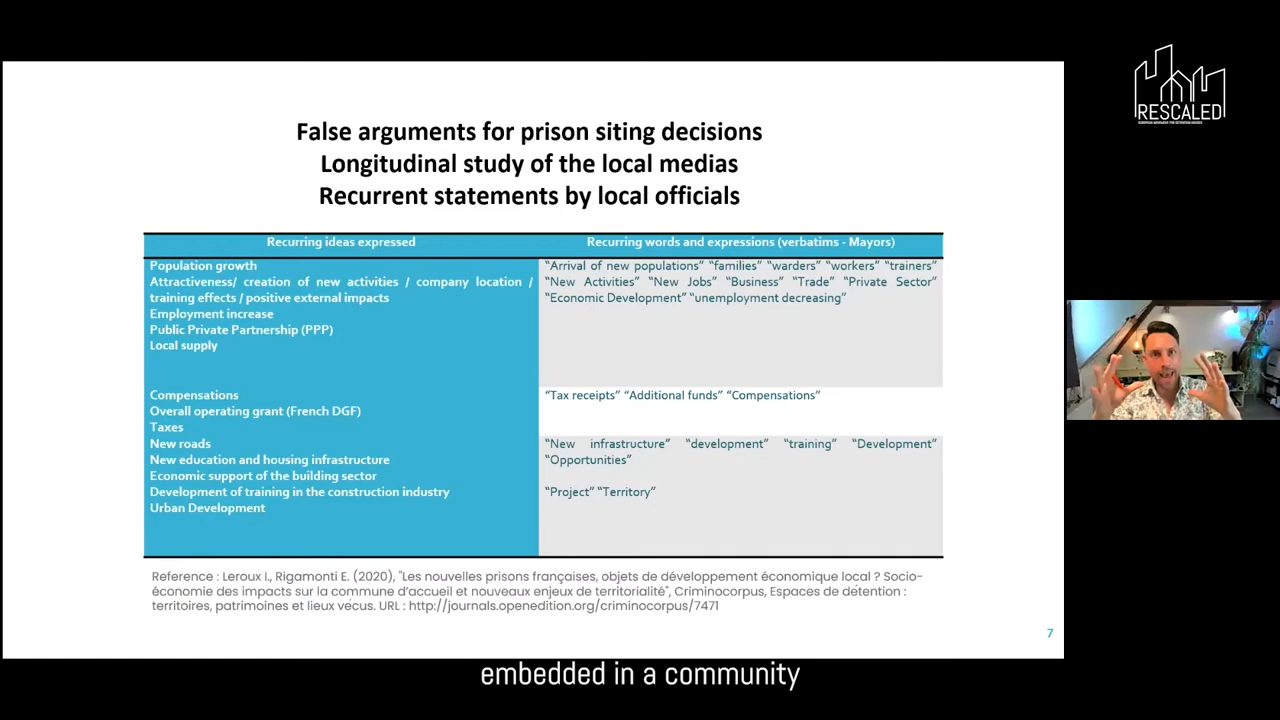 RESCALED
EUROPEAN MOVEMENT FOR DETENTION HOUSES
False arguments for prison siting decisions
Longitudinal study of the local medias
Recurrent statements by local officials
Recurring ideas expressed
Recurring words and expressions (verbatims - Mayors)
Population growth
Attractiveness/ creation of new activities / company location /
training effects / positive external impacts
Employment increase
Public Private Partnership (PPP)
Local supply
“Arrival of new populations” “families” “warders” “workers” “trainers”
“New Activities” “New Jobs” “Business” “Trade” “Private Sector”
“Economic Development” “unemployment decreasing”
Compensations
Overall operating grant (French DGF)
Taxes
“Tax receipts” “Additional funds” “Compensations”
New roads
New education and housing infrastructure
Economic support of the building sector
Development of training in the construction industry
Urban Development
“New infrastructure” “development” “training” “Development”
“Opportunities”
“Project” “Territory”
Reference : Leroux I., Rigamonti E. (2020), "Les nouvelles prisons françaises, objets de développement économique local ? Socio-
économie des impacts sur la commune d’accueil et nouveaux enjeux de territorialité", Criminocorpus, Espaces de détention :
territoires, patrimoines et lieux vécus. URL : http://journals.openedition.org/criminocorpus/7471
7
embedded in a community